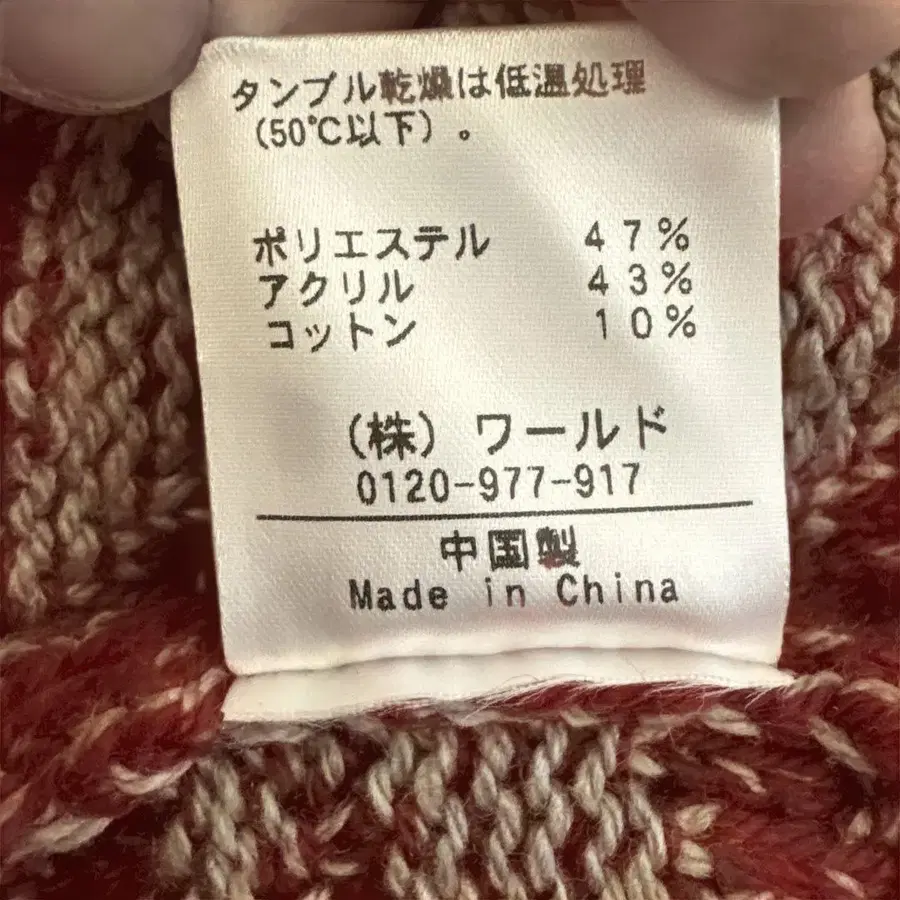 タンブル乾燥は低温処理
(50℃以下)。
ポリエステル 47%
アクリル 43%
コットン 10%
(株)ワールド
0120-977-917
中国製
Made in China